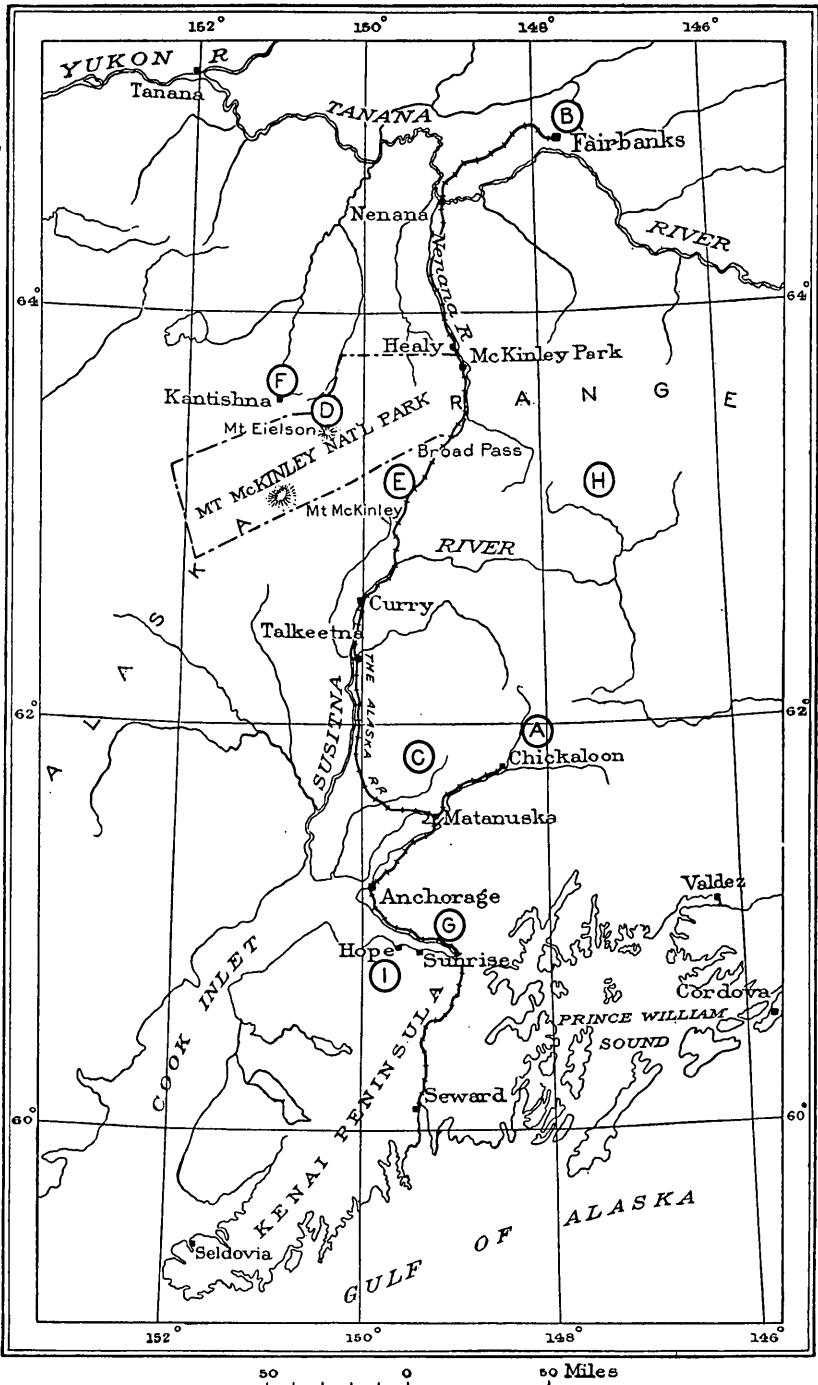 152° 150° 148° 146°
YUKON R
Tanana
TANANA
B
Fairbanks
Nenana
RIVER
Nenana R
64° 64°
Healy
McKinley Park
F
Kantishna
D
R A N G E
Mt Eielson
MT McKINLEY NAT'L PARK
Broad Pass
E
H
Mt McKinley
A L A S K A
RIVER
Curry
Talkeetna
THE ALASKA RR
SUSITNA
62° 62°
A
C
Chickaloon
Matanuska
Valdez
Anchorage
G
Hope
Sunrise
I
COOK INLET
Cordova
PRINCE WILLIAM
SOUND
KENAI PENINSULA
Seward
60° 60°
Seldovia
GULF OF ALASKA
152° 150° 148° 146°
50 0 50 Miles